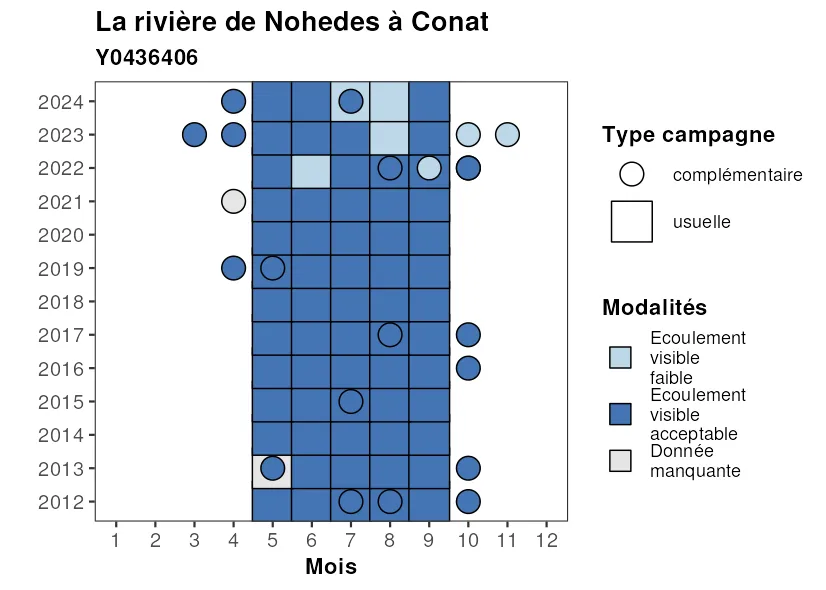 La rivière de Nohedes à Conat
Y0436406
2024
2023
2022
2021
2020
2019
2018
2017
2016
2015
2014
2013
2012
1 2 3 4 5 6 7 8 9 10 11 12
Mois
Type campagne
complémentaire
usuelle
Modalités
Ecoulement
visible
faible
Ecoulement
visible
acceptable
Donnée
manquante